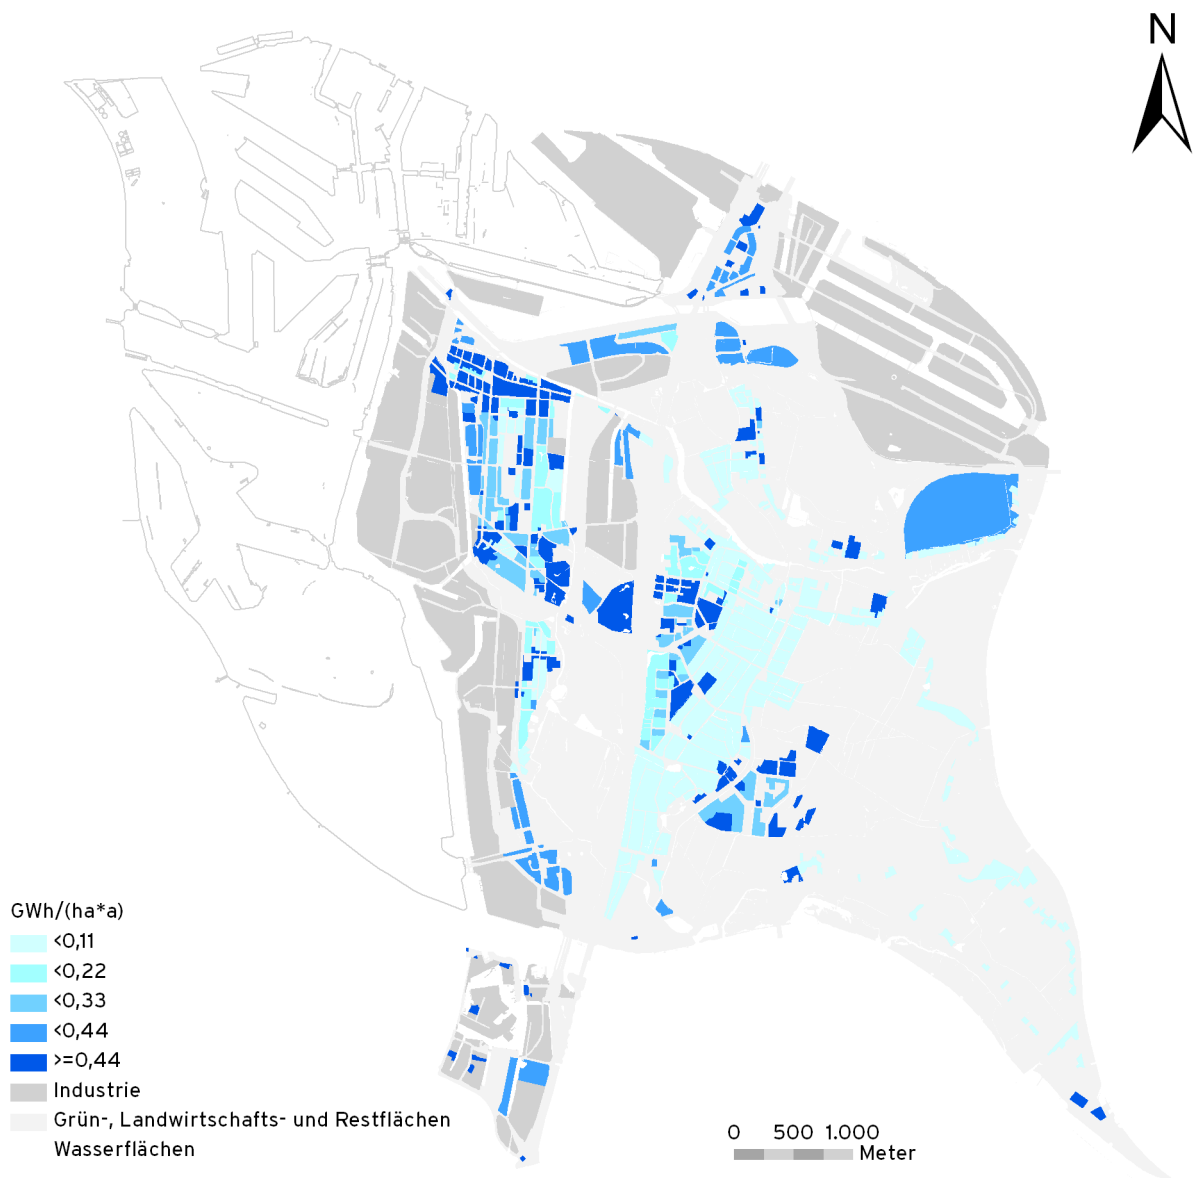 N
GWh/(ha*a)
<0,11
<0,22
<0,33
<0,44
>=0,44
Industrie
Grün-, Landwirtschafts- und Restflächen
Wasserflächen
0 500 1.000
Meter